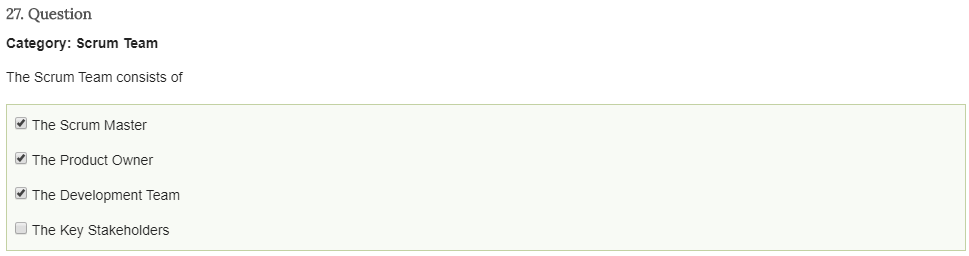 27. Question
Category: Scrum Team
The Scrum Team consists of
The Scrum Master
The Product Owner
The Development Team
The Key Stakeholders